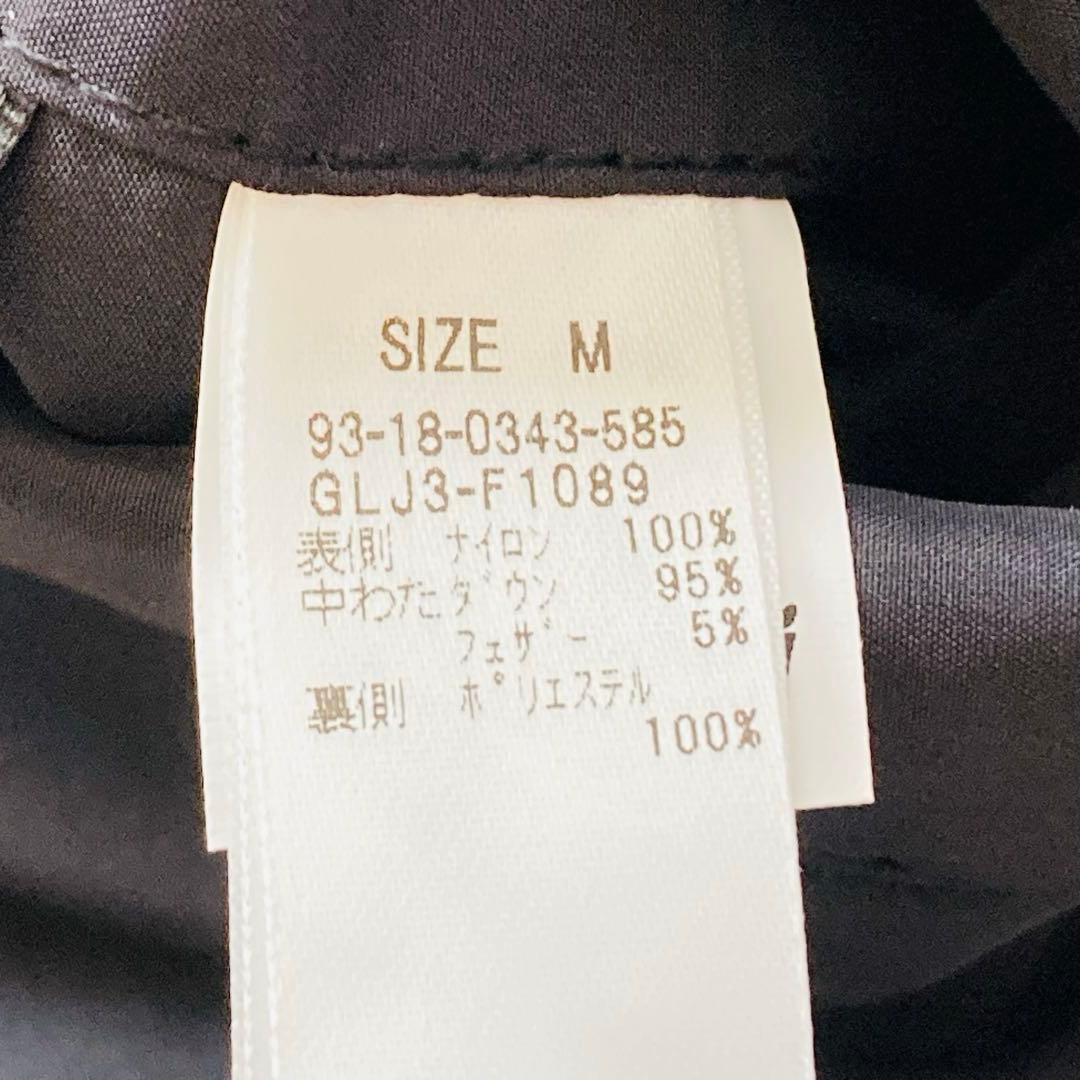 SIZE M
93-18-0343-585
GLJ3-F1089
表側 ナイロン 100%
中わた ダウン 95%
フェザー 5%
裏側 ポリエステル
100%